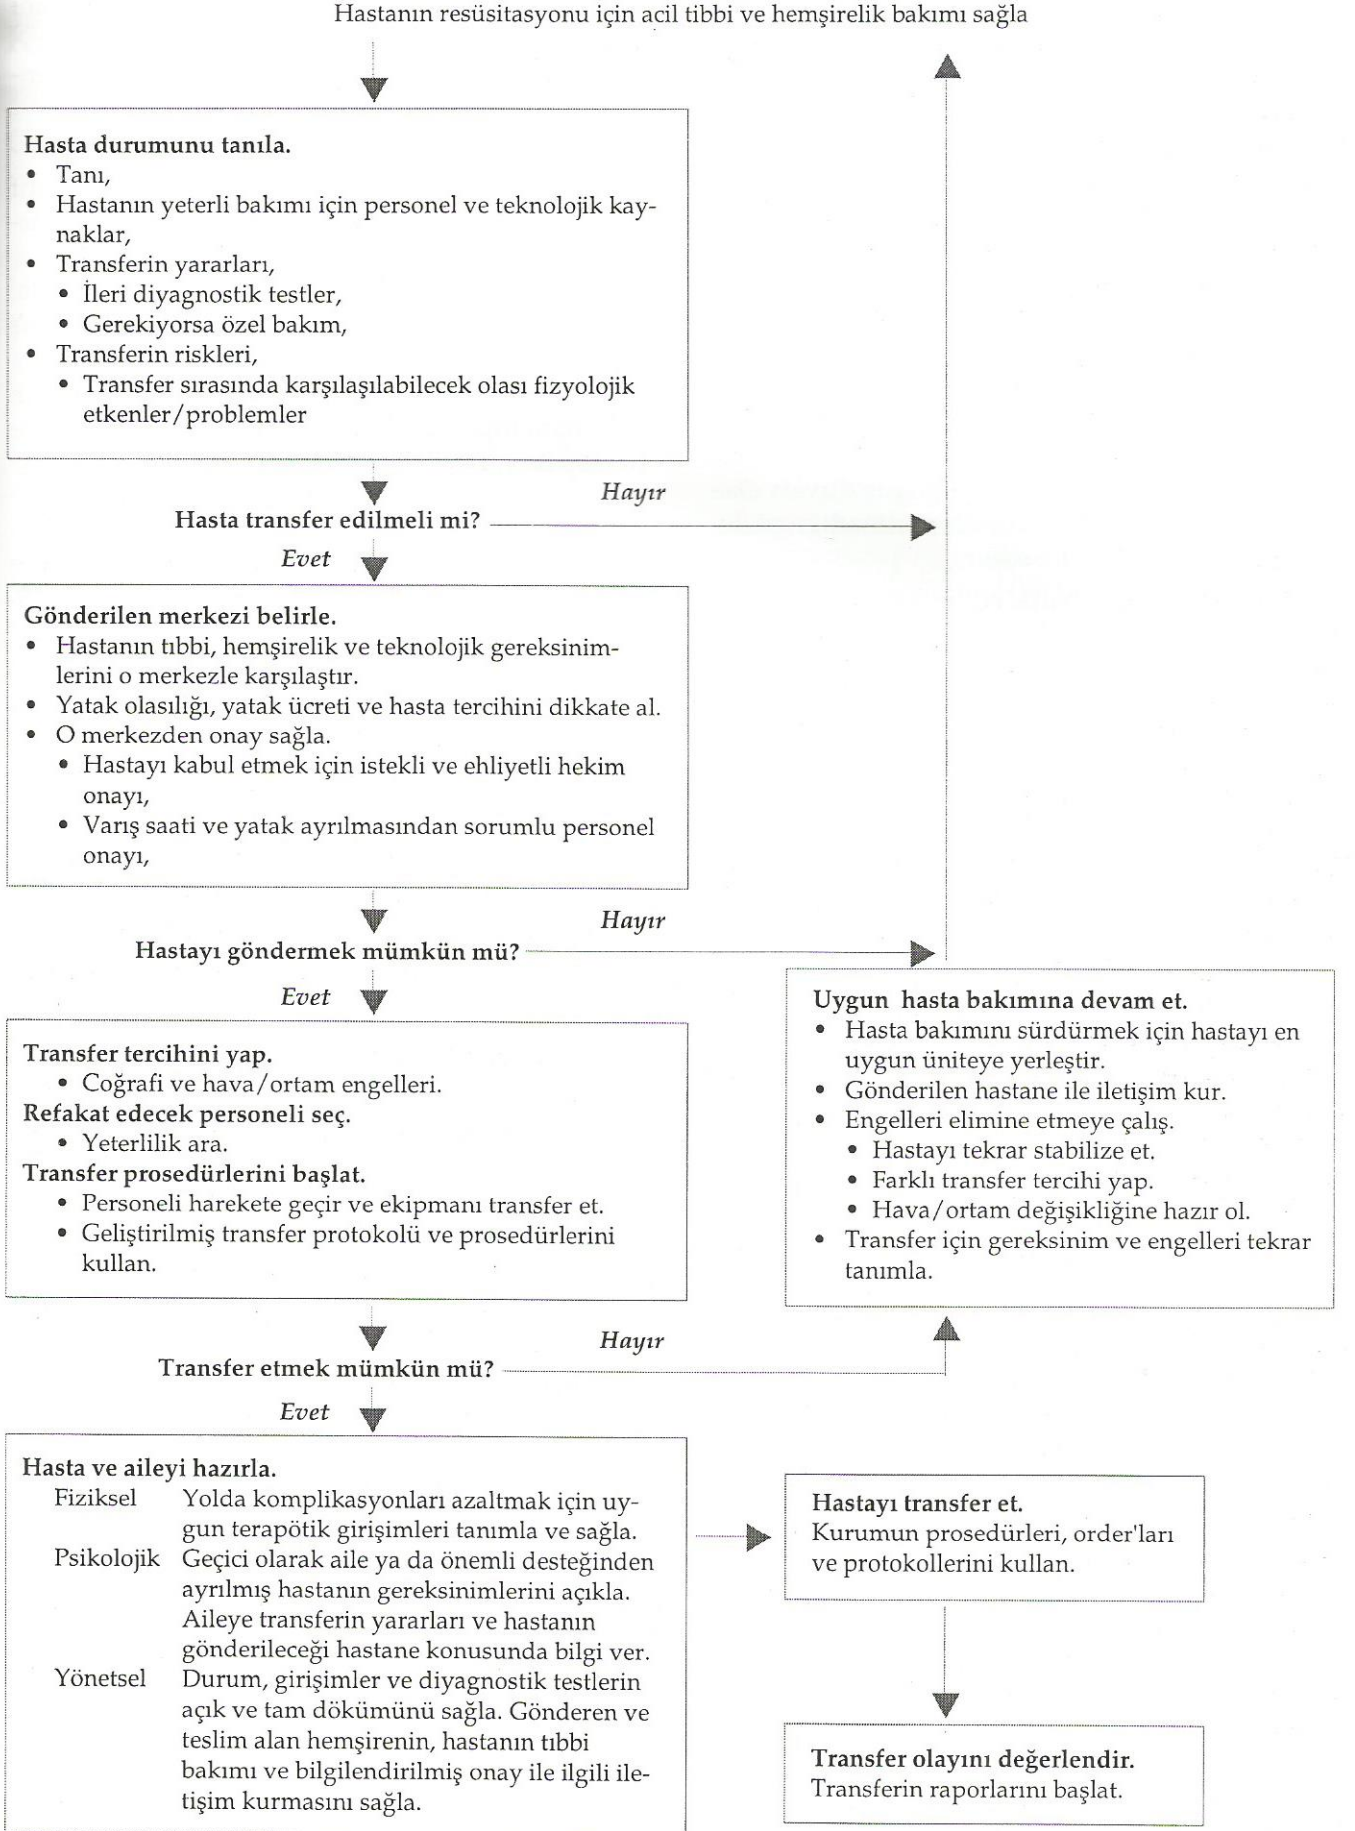 Hastanın resüsitasyonu için acil tibbi ve hemşirelik bakımı sağla
Hasta durumunu tanıla.
• Tanı,
• Hastanın yeterli bakımı için personel ve teknolojik kay-
naklar,
• Transferin yararları,
• İleri diyagnostik testler,
• Gerekiyorsa özel bakım,
• Transferin riskleri,
• Transfer sırasında karşılaşılabilecek olası fizyolojik
etkenler/problemler
Hayır
Hasta transfer edilmeli mi?
Evet
Gönderilen merkezi belirle.
• Hastanın tıbbi, hemşirelik ve teknolojik gereksinim-
lerini o merkezle karşılaştır.
• Yatak olasılığı, yatak ücreti ve hasta tercihini dikkate al.
• O merkezden onay sağla.
• Hastayı kabul etmek için istekli ve ehliyetli hekim
onayı,
• Varış saati ve yatak ayrılmasından sorumlu personel
onayı,
Hayır
Hastayı göndermek mümkün mü?
Evet
Transfer tercihini yap.
• Coğrafi ve hava/ortam engelleri.
Refakat edecek personeli seç.
• Yeterlilik ara.
Transfer prosedürlerini başlat.
• Personeli harekete geçir ve ekipmanı transfer et.
• Geliştirilmiş transfer protokolü ve prosedürlerini
kullan.
Uygun hasta bakımına devam et.
• Hasta bakımını sürdürmek için hastayı en
uygun üniteye yerleştir.
• Gönderilen hastane ile iletişim kur.
• Engelleri elimine etmeye çalış.
• Hastayı tekrar stabilize et.
• Farklı transfer tercihi yap.
• Hava/ortam değişikliğine hazır ol.
• Transfer için gereksinim ve engelleri tekrar
tanımla.
Hayır
Transfer etmek mümkün mü?
Evet
Hasta ve aileyi hazırla.
Fiziksel Yolda komplikasyonları azaltmak için uy-
gun terapötik girişimleri tanımla ve sağla.
Psikolojik Geçici olarak aile ya da önemli desteğinden
ayrılmış hastanın gereksinimlerini açıkla.
Aileye transferin yararları ve hastanın
gönderileceği hastane konusunda bilgi ver.
Yönetsel Durum, girişimler ve diyagnostik testlerin
açık ve tam dökümünü sağla. Gönderen ve
teslim alan hemşirenin, hastanın tıbbi
bakımı ve bilgilendirilmiş onay ile ilgili ile-
tişim kurmasını sağla.
Hastayı transfer et.
Kurumun prosedürleri, order'ları
ve protokollerini kullan.
Transfer olayını değerlendir.
Transferin raporlarını başlat.